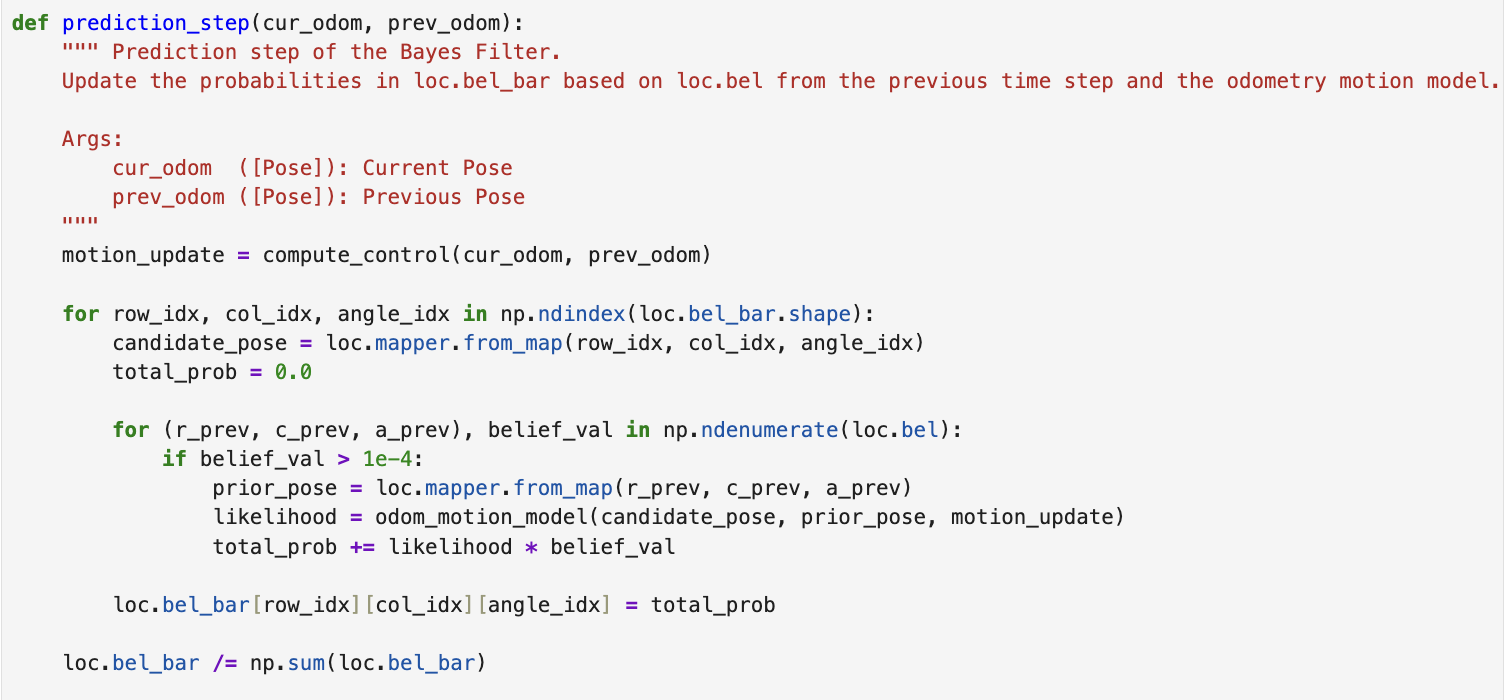 def prediction_step(cur_odom, prev_odom):
    """ Prediction step of the Bayes Filter.
    Update the probabilities in loc.bel_bar based on loc.bel from the previous time step and the odometry motion model.

    Args:
        cur_odom  ([Pose]): Current Pose
        prev_odom ([Pose]): Previous Pose
    """
    motion_update = compute_control(cur_odom, prev_odom)

    for row_idx, col_idx, angle_idx in np.ndindex(loc.bel_bar.shape):
        candidate_pose = loc.mapper.from_map(row_idx, col_idx, angle_idx)
        total_prob = 0.0

        for (r_prev, c_prev, a_prev), belief_val in np.ndenumerate(loc.bel):
            if belief_val > 1e-4:
                prior_pose = loc.mapper.from_map(r_prev, c_prev, a_prev)
                likelihood = odom_motion_model(candidate_pose, prior_pose, motion_update)
                total_prob += likelihood * belief_val

        loc.bel_bar[row_idx][col_idx][angle_idx] = total_prob

    loc.bel_bar /= np.sum(loc.bel_bar)